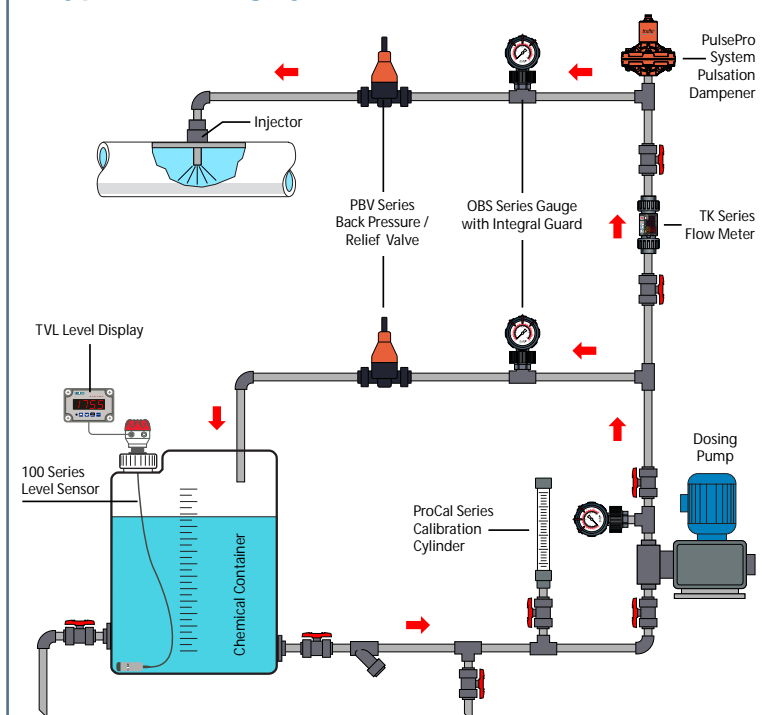 PulsePro
System
Pulsation
Dampener
Injector
PBV Series
Back Pressure /
Relief Valve
OBS Series Gauge
with Integral Guard
TK Series
Flow Meter
TVL Level Display
100 Series
Level Sensor
Chemical Container
ProCal Series
Calibration
Cylinder
Dosing
Pump